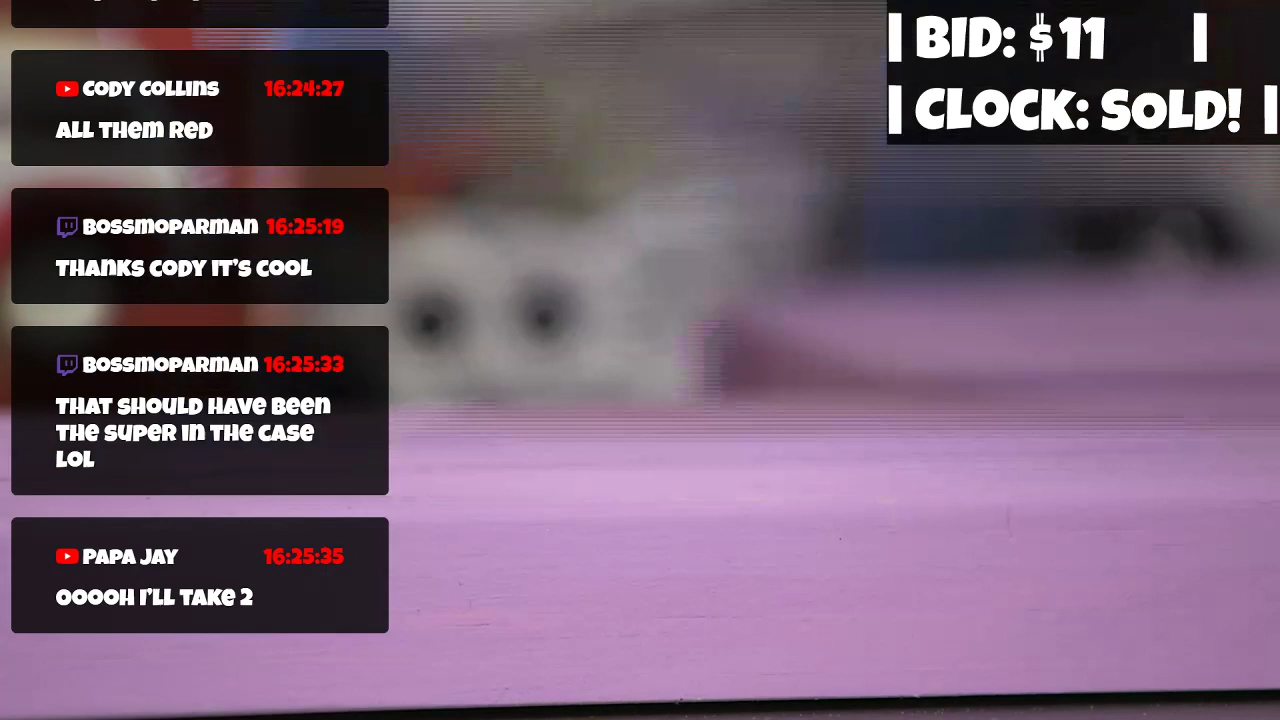 Cody Collins 16:24:27
All them red
Bossmoparman 16:25:19
Thanks Cody it's cool
Bossmoparman 16:25:33
That should have been
the super in the case
lol
Papa Jay 16:25:35
Ooooh I'll take 2
| BID: $11 |
| CLOCK: SOLD! |